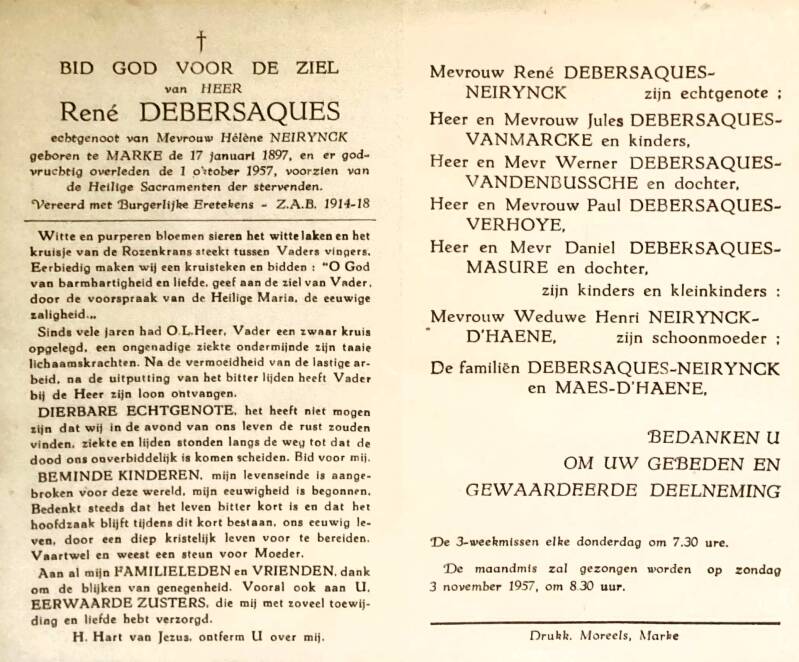 †
BID GOD VOOR DE ZIEL
van HEER
René DEBERSAQUES
echtgenoot van Mevrouw Hélène NEIRYNCK
geboren te MARKE de 17 januari 1897, en er god-
vruchtig overleden de 1 o'tober 1957, voorzien van
de Heilige Sacramenten der stervenden.
Vereerd met Burgerlijke Eretekens - Z.A.B. 1914-18
Witte en purperen bloemen sieren het witte laken en het
kruisje van de Rozenkrans steekt tussen Vaders vingers.
Eerbiedig maken wij een kruisteken en bidden : "O God
van barmhartigheid en liefde, geef aan de ziel van Vader,
door de voorspraak van de Heilige Maria, de eeuwige
zaligheid...
Sinds vele jaren had O.L.Heer, Vader een zwaar kruis
opgelegd, een ongenadige ziekte ondermijnde zijn taaie
lichaamskrachten. Na de vermoeidheid van de lastige ar-
beid, na de uitputting van het bitter lijden heeft Vader
bij de Heer zijn loon ontvangen.
DIERBARE ECHTGENOTE, het heeft niet mogen
zijn dat wij in de avond van ons leven de rust zouden
vinden, ziekte en lijden stonden langs de weg tot dat de
dood ons onverbiddelijk is komen scheiden. Bid voor mij.
BEMINDE KINDEREN, mijn levenseinde is aange-
broken voor deze wereld, mijn eeuwigheid is begonnen.
Bedenkt steeds dat het leven bitter kort is en dat het
hoofdzaak blijft tijdens dit kort bestaan, ons eeuwig le-
ven, door een diep kristelijk leven voor te bereiden.
Vaartwel en weest een steun voor Moeder.
Aan al mijn FAMILIELEDEN en VRIENDEN, dank
om de blijken van genegenheid. Vooral ook aan U,
EERWAARDE ZUSTERS, die mij met zoveel toewij-
ding en liefde hebt verzorgd.
H. Hart van Jezus, ontferm U over mij.
Mevrouw René DEBERSAQUES-
NEIRYNCK zijn echtgenote ;
Heer en Mevrouw Jules DEBERSAQUES-
VANMARCKE en kinders,
Heer en Mevr Werner DEBERSAQUES-
VANDENBUSSCHE en dochter,
Heer en Mevrouw Paul DEBERSAQUES-
VERHOYE,
Heer en Mevr Daniel DEBERSAQUES-
MASURE en dochter,
zijn kinders en kleinkinders :
Mevrouw Weduwe Henri NEIRYNCK-
D'HAENE, zijn schoonmoeder ;
De familiën DEBERSAQUES-NEIRYNCK
en MAES-D'HAENE,
BEDANKEN U
OM UW GEBEDEN EN
GEWAARDEERDE DEELNEMING
De 3-weekmissen elke donderdag om 7.30 ure.
De maandmis zal gezongen worden op zondag
3 november 1957, om 8.30 uur.
Drukk. Moreels, Marke